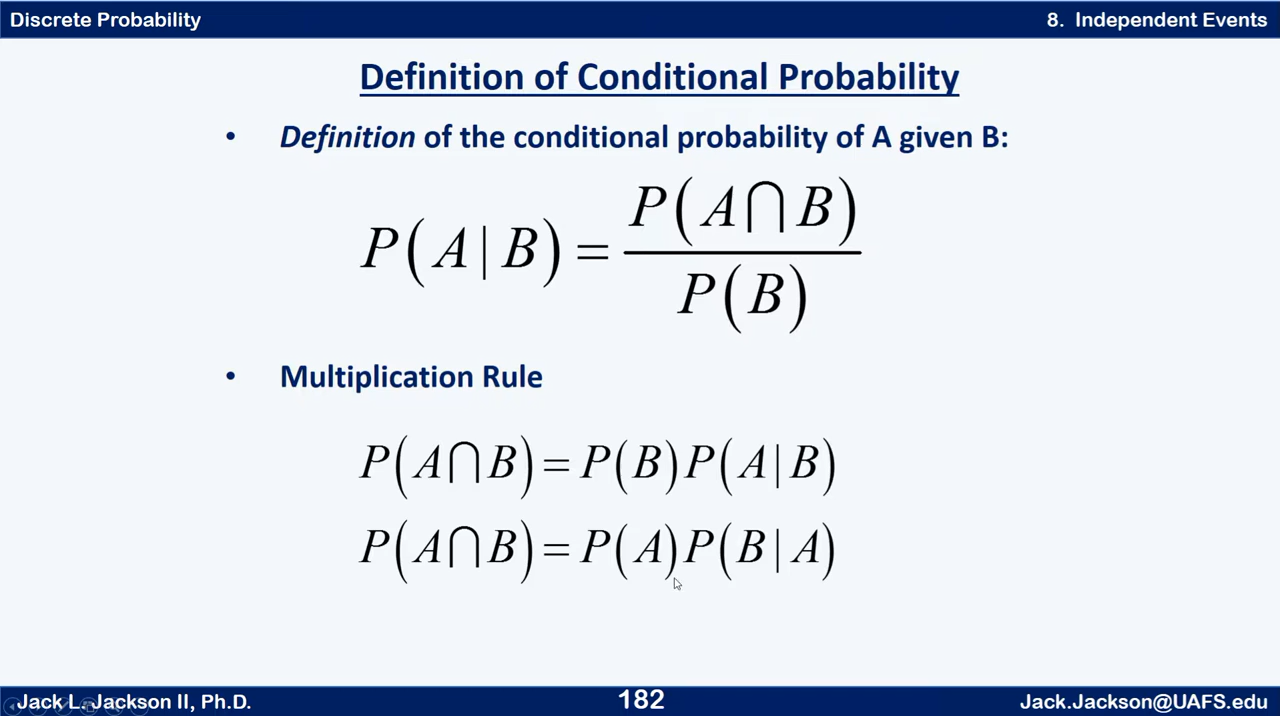 Discrete Probability
8. Independent Events
Definition of Conditional Probability
• Definition of the conditional probability of A given B:
P(A | B) = P(A ⋂ B) / P(B)
• Multiplication Rule
P(A ⋂ B) = P(B)P(A | B)
P(A ⋂ B) = P(A)P(B | A)
Jack L. Jackson II, Ph.D.
182
Jack.Jackson@UAFS.edu